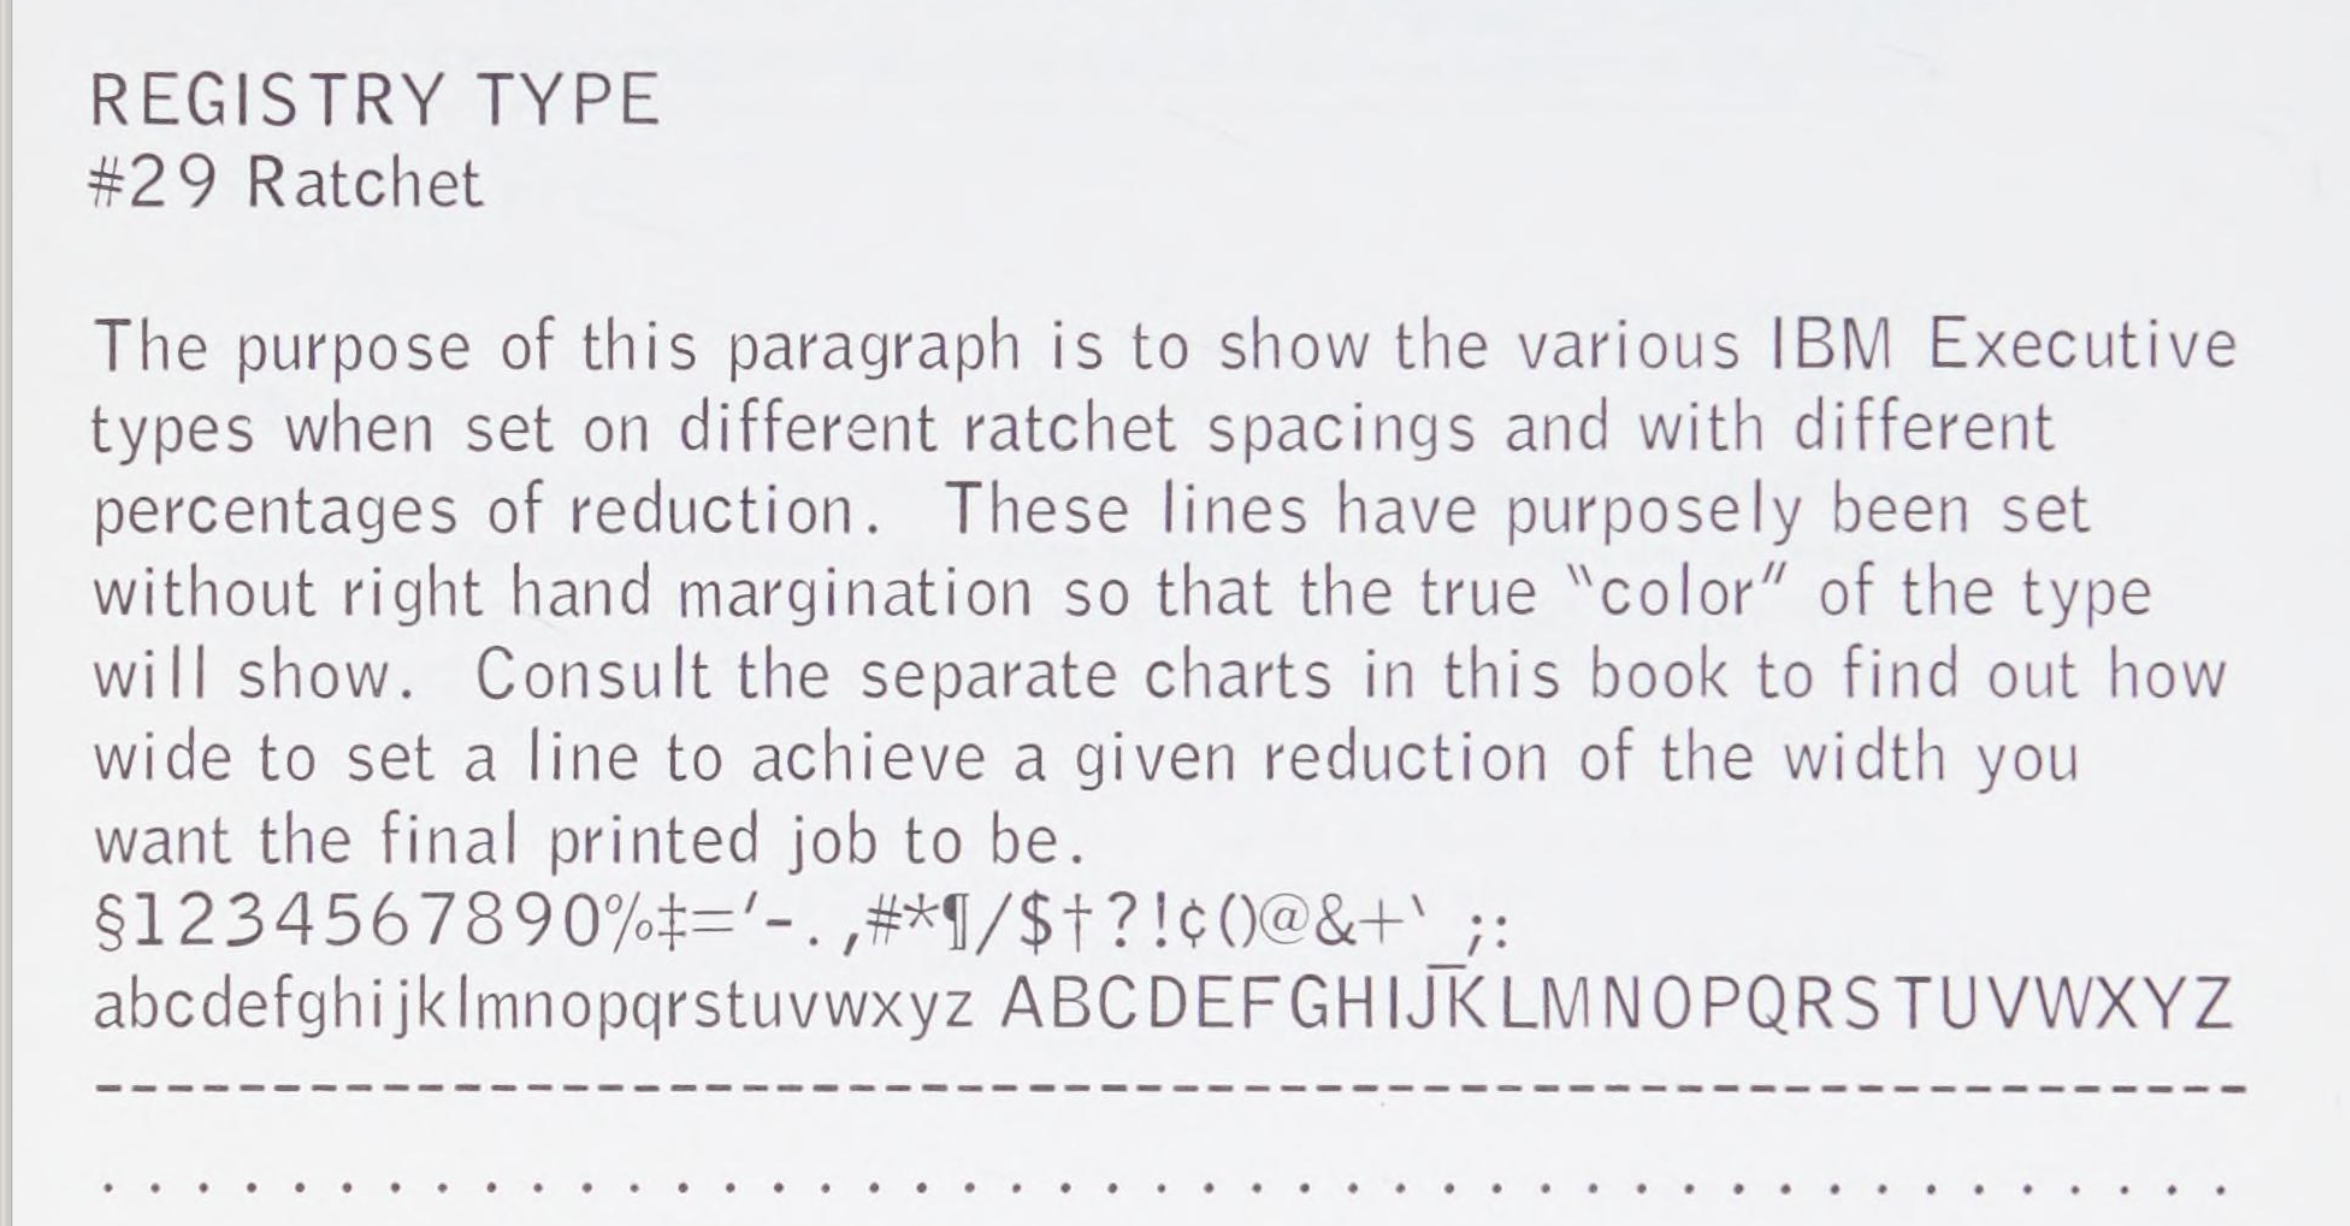 REGISTRY TYPE
#29 Ratchet
The purpose of this paragraph is to show the various IBM Executive
types when set on different ratchet spacings and with different
percentages of reduction.  These lines have purposely been set
without right hand margination so that the true "color" of the type
will show.  Consult the separate charts in this book to find out how
wide to set a line to achieve a given reduction of the width you
want the final printed job to be.
§1234567890%‡='-.,#*¶/$†?!¢()@&+`_;:
abcdefghijklmnopqrstuvwxyz ABCDEFGHIJKLMNOPQRSTUVWXYZ
-------------------------------------------------------------
. . . . . . . . . . . . . . . . . . . . . . . . . . . . . . . . . . . . . . . . . . . . .